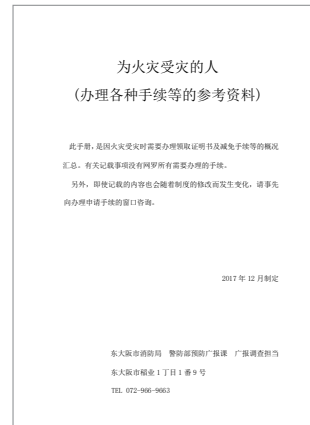 为火灾受灾的人
(办理各种手续等的参考资料)
此手册，是因火灾受灾时需要办理领取证明书及减免手续等的概况
汇总。有关记载事项没有网罗所有需要办理的手续。
另外，即使记载的内容也会随着制度的修改而发生变化，请事先
向办理申请手续的窗口咨询。
2017 年 12 月制定
东大阪市消防局 警防部预防广报课 广报调查担当
东大阪市稲业 1 丁目 1 番 9 号
TEL 072-966-9663